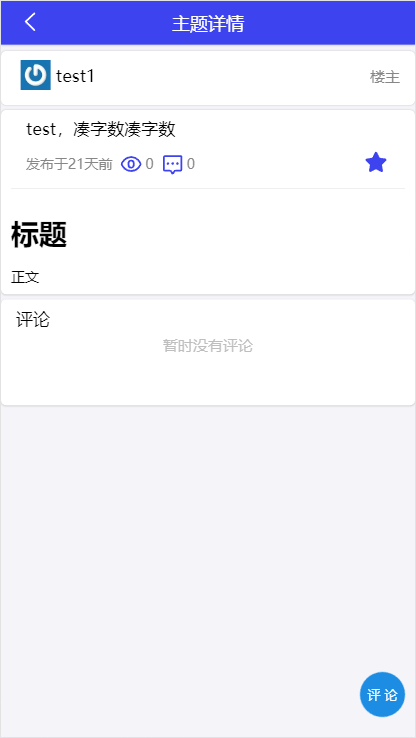 主题详情
test1 楼主
test，凑字数凑字数
发布于21天前 0 0
标题
正文
评论
暂时没有评论
评 论